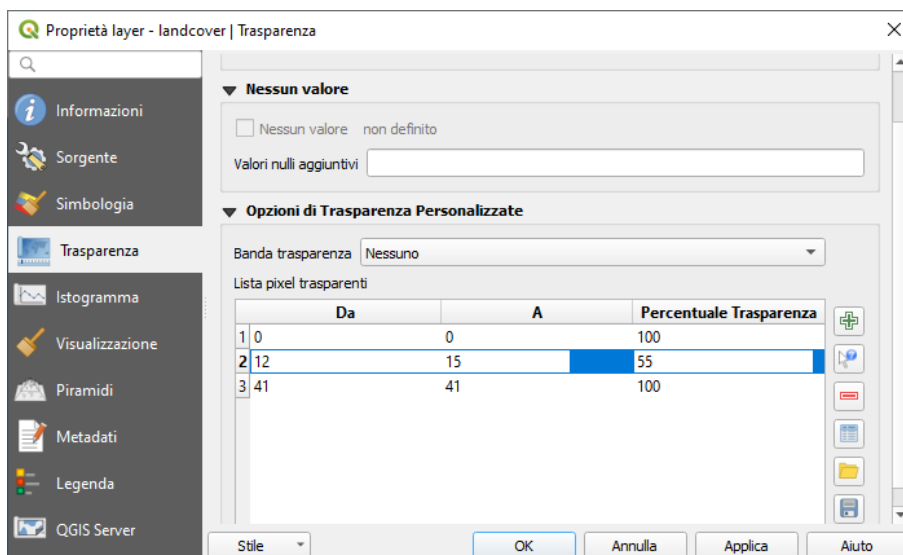 Proprietà layer - landcover | Trasparenza
Informazioni
Sorgente
Simbologia
Trasparenza
Istogramma
Visualizzazione
Piramidi
Metadati
Legenda
QGIS Server
Nessun valore
Nessun valore non definito
Valori nulli aggiuntivi
Opzioni di Trasparenza Personalizzate
Banda trasparenza Nessuno
Lista pixel trasparenti
Da A Percentuale Trasparenza
1 0 0 100
2 12 15 55
3 41 41 100
Stile OK Annulla Applica Aiuto